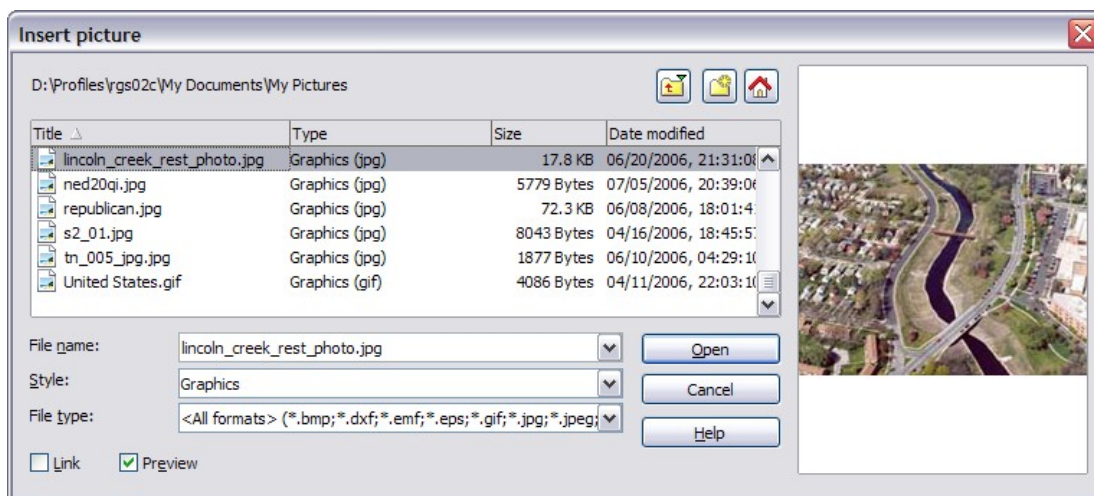 Insert picture
D:\Profiles\rgs02c\My Documents\My Pictures
Title Type Size Date modified
lincoln_creek_rest_photo.jpg Graphics (jpg) 17.8 KB 06/20/2006, 21:31:08
ned20qi.jpg Graphics (jpg) 5779 Bytes 07/05/2006, 20:39:06
republican.jpg Graphics (jpg) 72.3 KB 06/08/2006, 18:01:4
s2_01.jpg Graphics (jpg) 8043 Bytes 04/16/2006, 18:45:5
tn_005_jpg.jpg Graphics (jpg) 1877 Bytes 06/10/2006, 04:29:10
United States.gif Graphics (gif) 4086 Bytes 04/11/2006, 22:03:10
File name: lincoln_creek_rest_photo.jpg Open
Style: Graphics Cancel
File type: <All formats> (*.bmp;*.dxf;*.emf;*.eps;*.gif;*.jpg;*.jpeg; Help
Link Preview